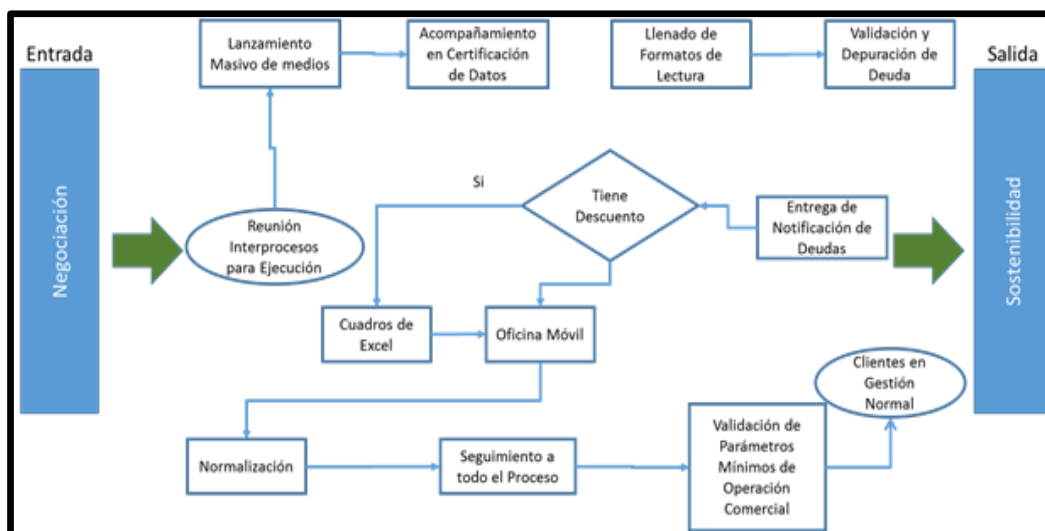 Entrada
Negociación
Lanzamiento
Masivo de medios
Acompañamiento
en Certificación
de Datos
Llenado de
Formatos de
Lectura
Validación y
Depuración de
Deuda
Salida
Sostenibilidad
Si
Tiene
Descuento
Entrega de
Notificación de
Deudas
Reunión
Interprocesos
para Ejecución
Cuadros de
Excel
Oficina Móvil
Clientes en
Gestión
Normal
Normalización
Seguimiento a
todo el Proceso
Validación de
Parámetros
Mínimos de
Operación
Comercial